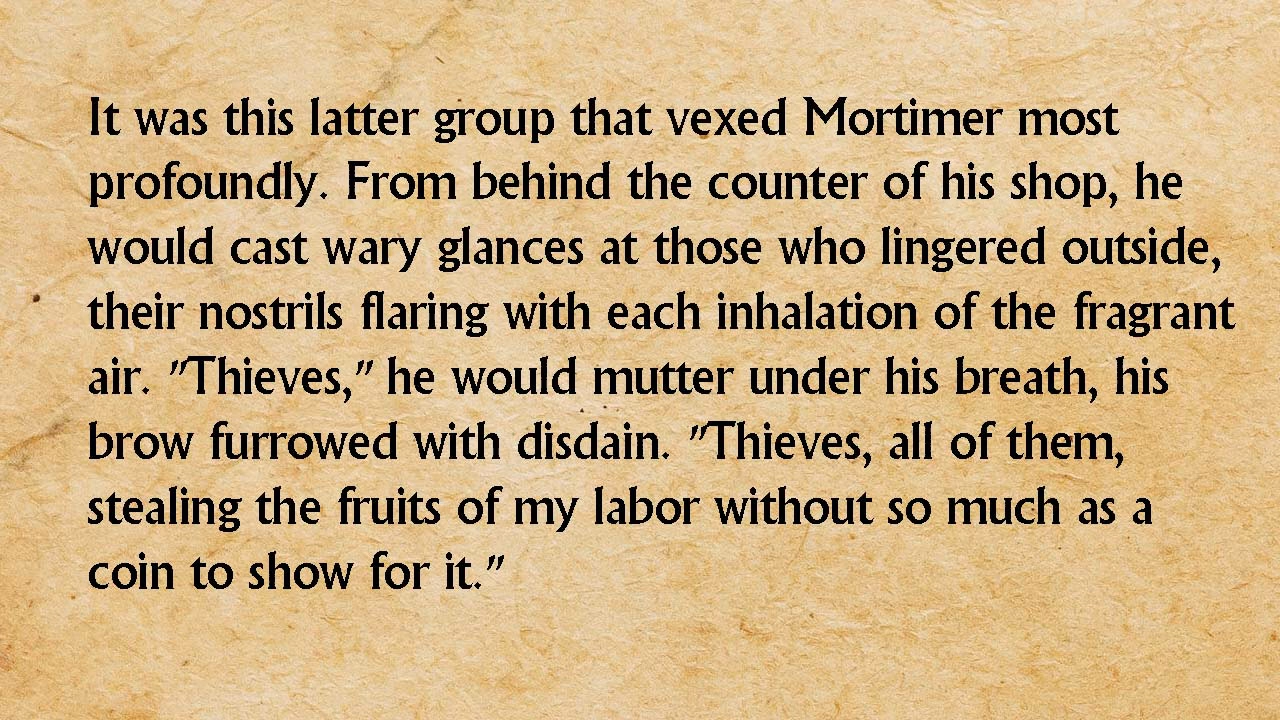 It was this latter group that vexed Mortimer most
profoundly. From behind the counter of his shop, he
would cast wary glances at those who lingered outside,
their nostrils flaring with each inhalation of the fragrant
air. "Thieves," he would mutter under his breath, his
brow furrowed with disdain. "Thieves, all of them,
stealing the fruits of my labor without so much as a
coin to show for it."